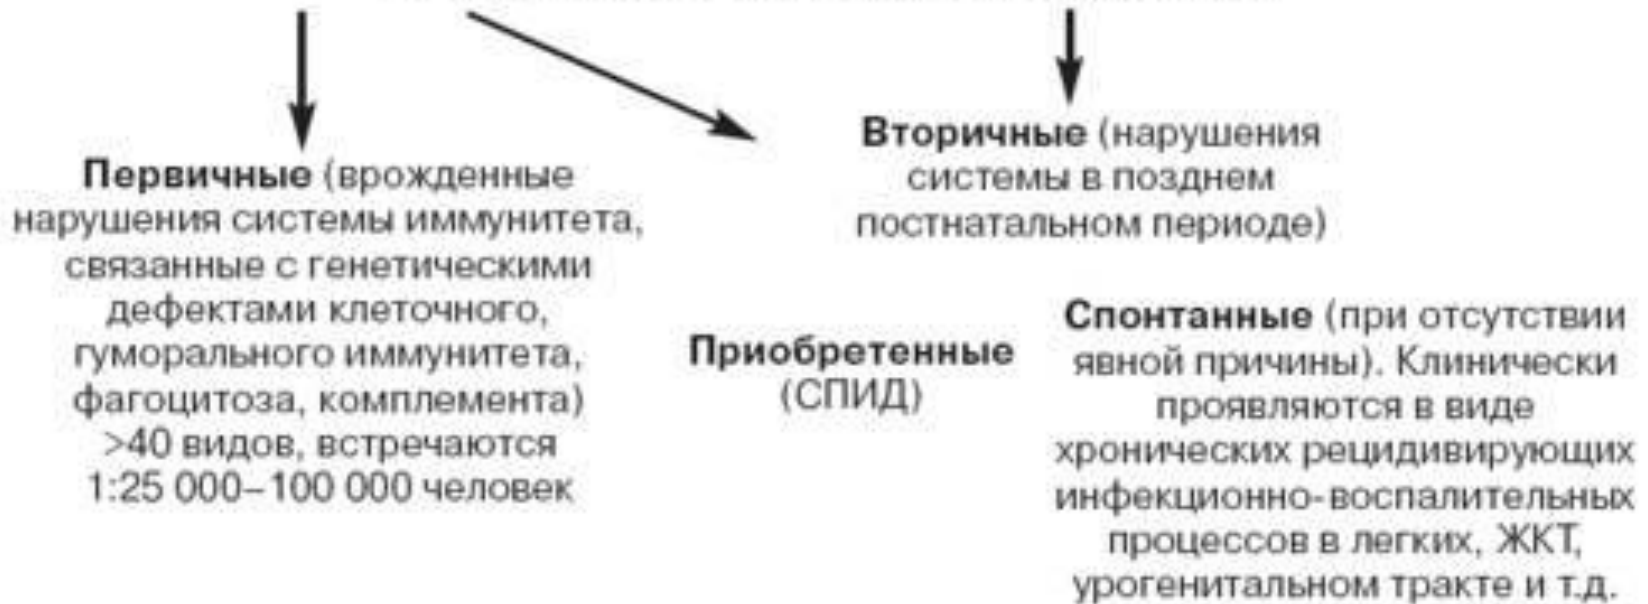 Первичные (врожденные
нарушения системы иммунитета,
связанные с генетическими
дефектами клеточного,
гуморального иммунитета,
фагоцитоза, комплемента)
>40 видов, встречаются
1:25 000–100 000 человек
Вторичные (нарушения
системы в позднем
постнатальном периоде)
Приобретенные
(СПИД)
Спонтанные (при отсутствии
явной причины). Клинически
проявляются в виде
хронических рецидивирующих
инфекционно-воспалительных
процессов в легких, ЖКТ,
урогенитальном тракте и т.д.